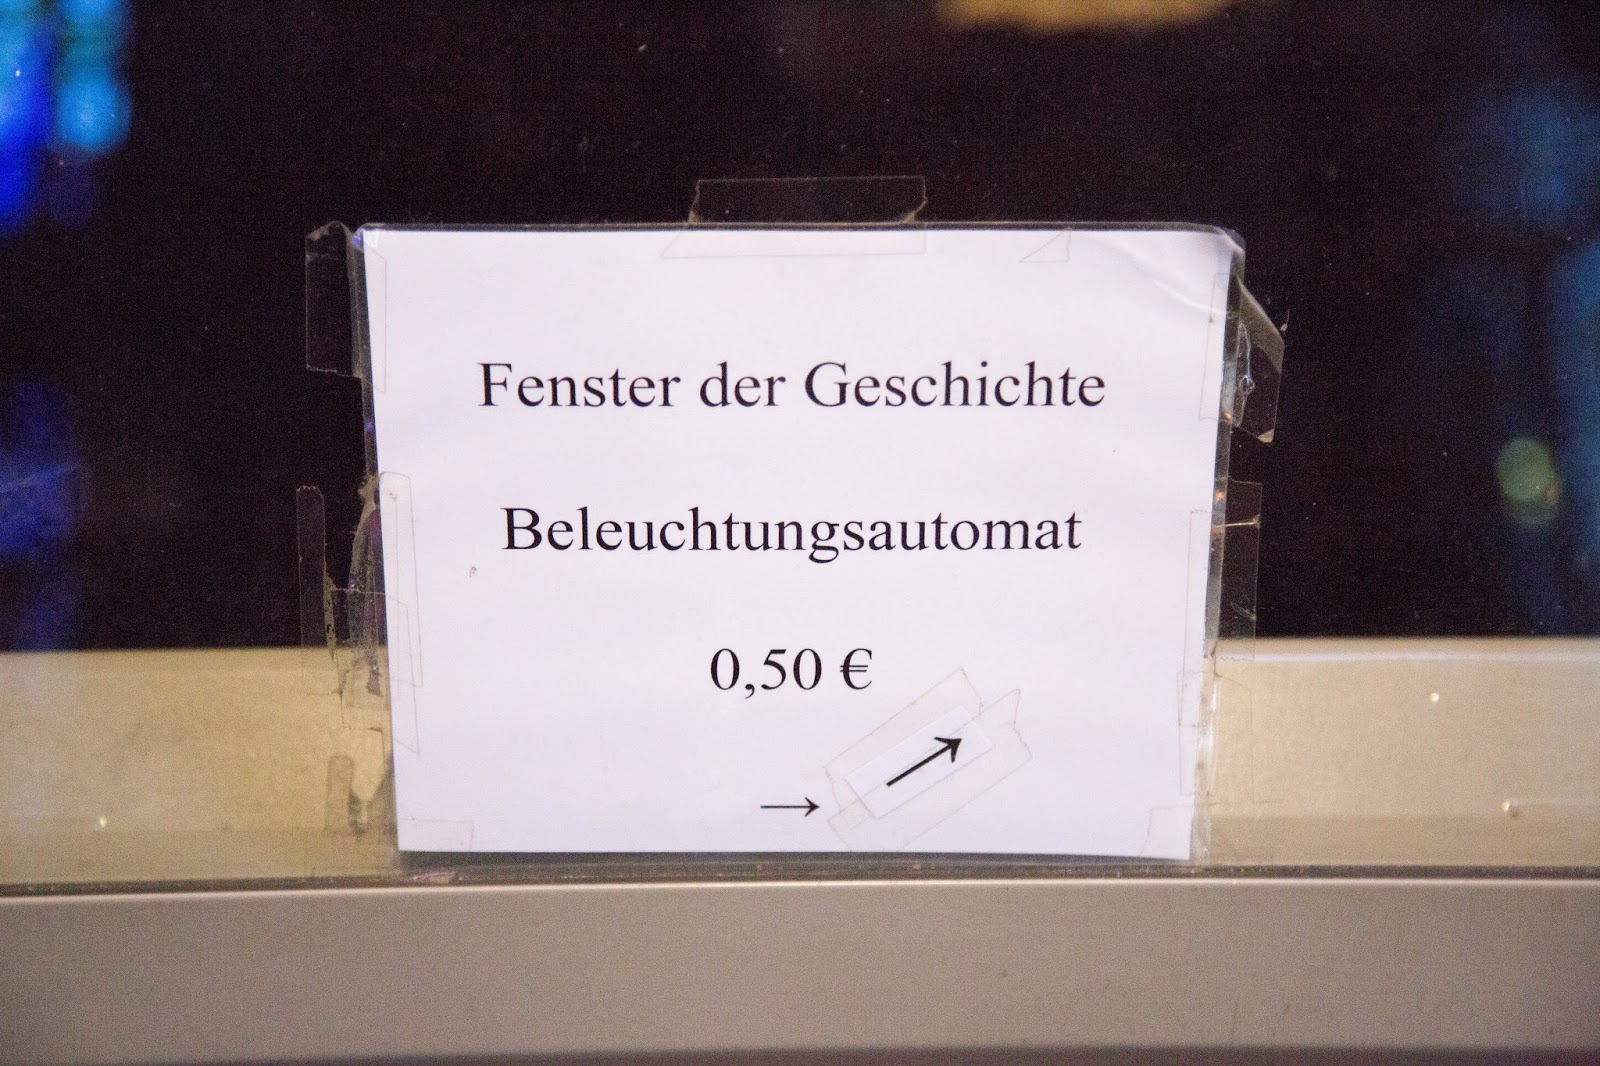 Fenster der Geschichte
Beleuchtungsautomat
0,50 €
→ →